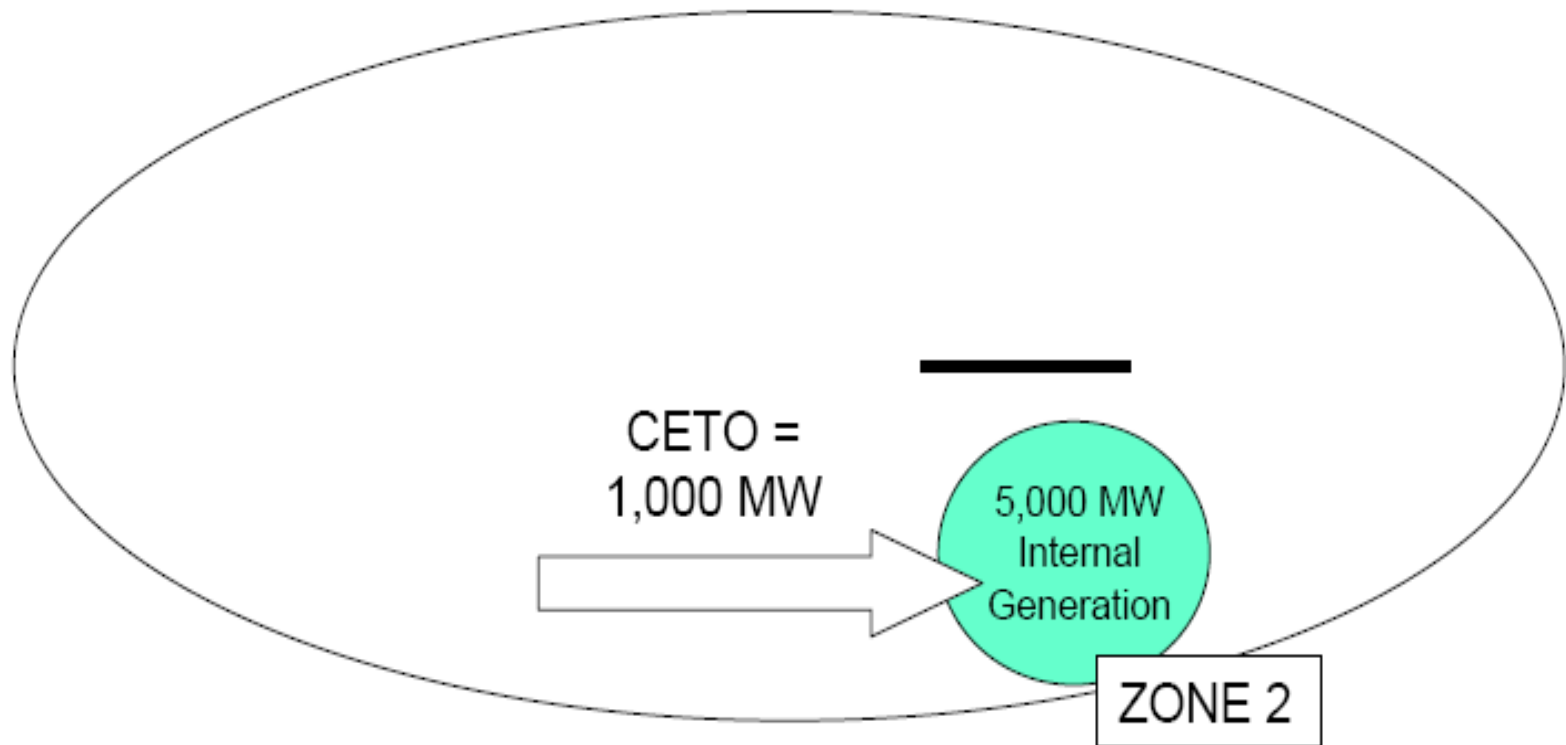 CETO =
1,000 MW
5,000 MW
Internal
Generation
ZONE 2